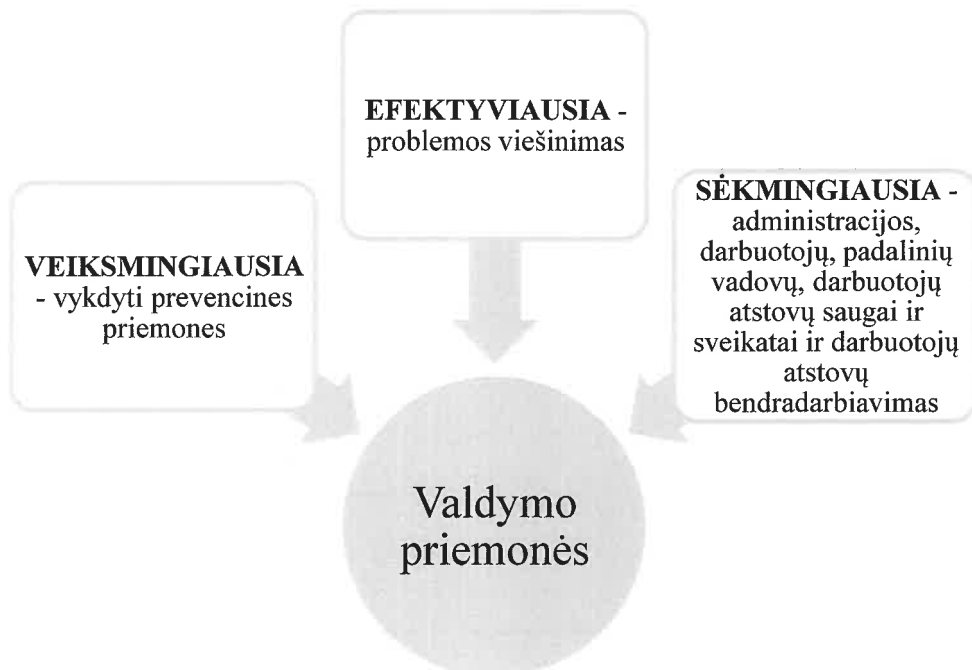 EFEKTYVIAUSIA -
problemos viešinimas
VEIKSMINGIAUSIA
- vykdyti prevencines
priemones
SĖKMINGIAUSIA -
administracijos,
darbuotojų, padalinių
vadovų, darbuotojų
atstovų saugai ir
sveikatai ir darbuotojų
atstovų
bendradarbiavimas
Valdymo
priemonės